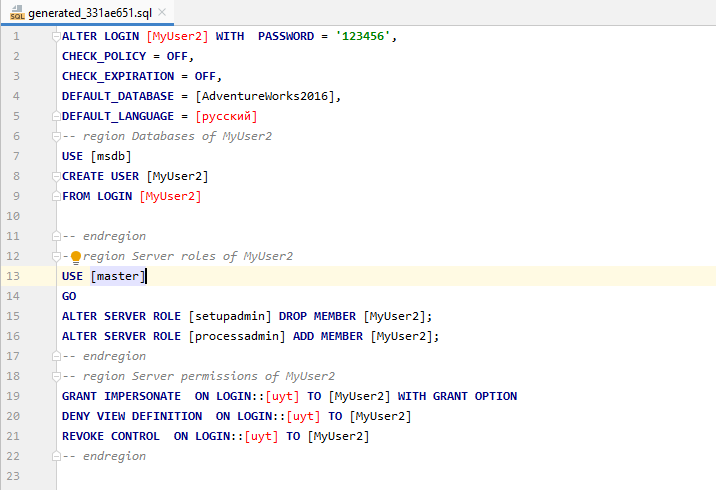 SQL generated_331ae651.sql
1 ALTER LOGIN [MyUser2] WITH  PASSWORD = '123456',
2 CHECK_POLICY = OFF,
3 CHECK_EXPIRATION = OFF,
4 DEFAULT_DATABASE = [AdventureWorks2016],
5 DEFAULT_LANGUAGE = [русский]
6 -- region Databases of MyUser2
7 USE [msdb]
8 CREATE USER [MyUser2]
9 FROM LOGIN [MyUser2]
10
11 -- endregion
12 - region Server roles of MyUser2
13 USE [master]
14 GO
15 ALTER SERVER ROLE [setupadmin] DROP MEMBER [MyUser2];
16 ALTER SERVER ROLE [processadmin] ADD MEMBER [MyUser2];
17 -- endregion
18 -- region Server permissions of MyUser2
19 GRANT IMPERSONATE  ON LOGIN::[uyt] TO [MyUser2] WITH GRANT OPTION
20 DENY VIEW DEFINITION  ON LOGIN::[uyt] TO [MyUser2]
21 REVOKE CONTROL  ON LOGIN::[uyt] TO [MyUser2]
22 -- endregion
23